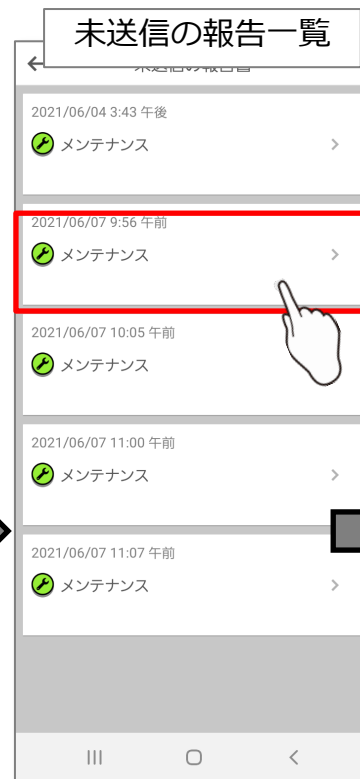 未送信の報告一覧
2021/06/04 3:43 午後
メンテナンス
2021/06/07 9:56 午前
メンテナンス
2021/06/07 10:05 午前
メンテナンス
2021/06/07 11:00 午前
メンテナンス
2021/06/07 11:07 午前
メンテナンス